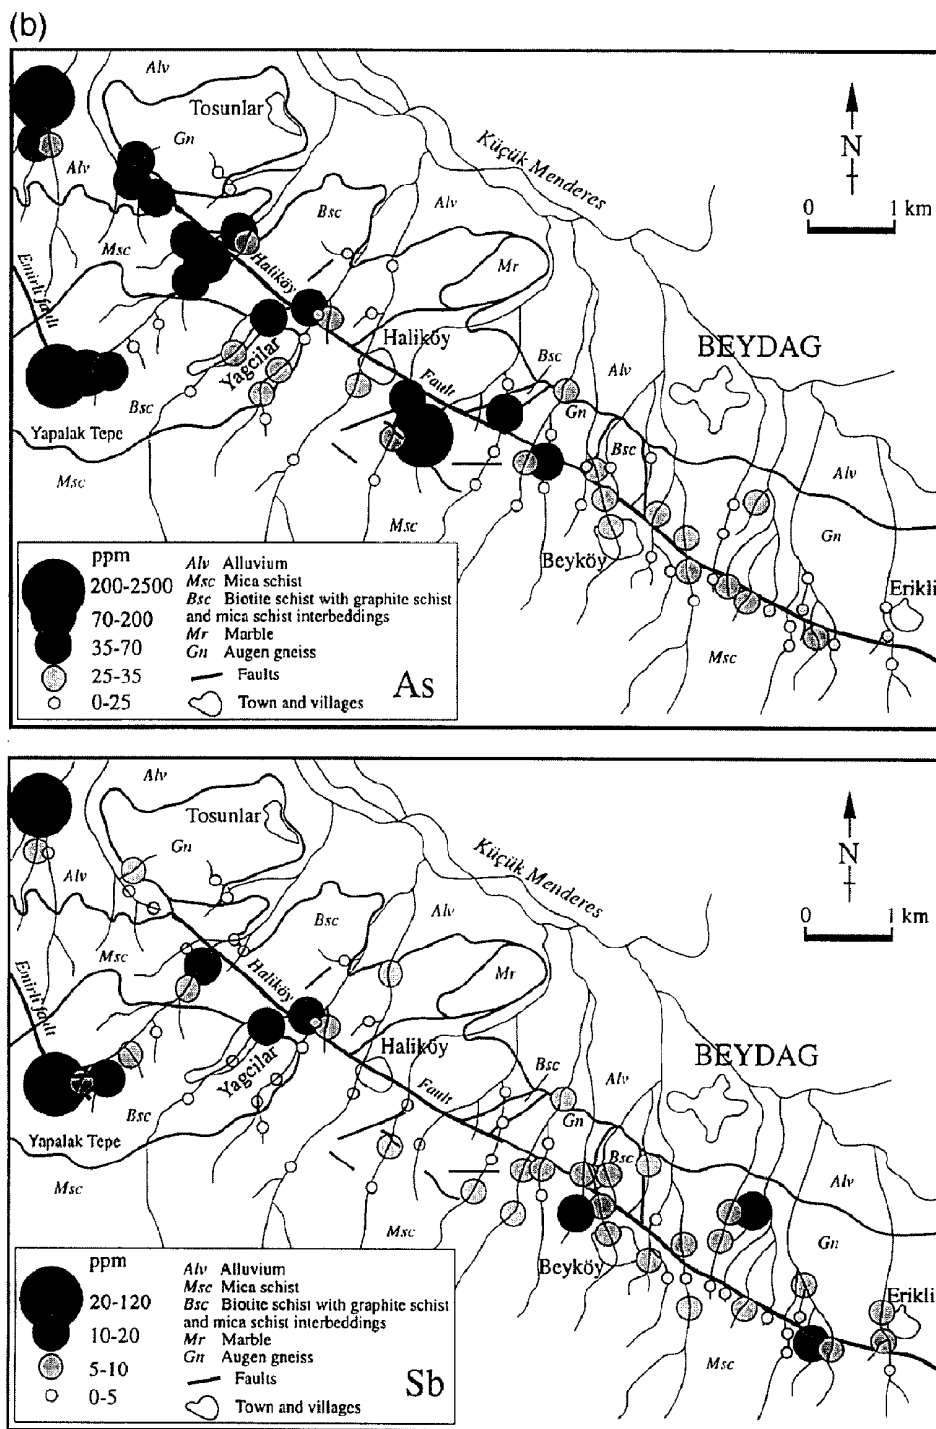 (b)
Alv
Tosunlar
Gn
Küçük Menderes
N
Alv
Bsc
Alv
0 1 km
Msc
Mr
Emirli fault
Haliköy
BEYDAG
Haliköy
Yagcilar
Fault
Bsc
Alv
Bsc
Gn
Yapalak Tepe
Bsc
Alv
Msc
Msc
Gn
Beyköy
Erikli
Msc
ppm
200-2500
70-200
35-70
25-35
0-25
Alv Alluvium
Msc Mica schist
Bsc Biotite schist with graphite schist
and mica schist interbeddings
Mr Marble
Gn Augen gneiss
Faults
Town and villages
As
Alv
Tosunlar
Gn
Küçük Menderes
N
Alv
Bsc
Alv
0 1 km
Msc
Mr
Emirli fault
Haliköy
BEYDAG
Haliköy
Yagcilar
Fault
Bsc
Alv
Bsc
Gn
Yapalak Tepe
Bsc
Alv
Msc
Msc
Gn
Beyköy
Erikli
Msc
ppm
20-120
10-20
5-10
0-5
Alv Alluvium
Msc Mica schist
Bsc Biotite schist with graphite schist
and mica schist interbeddings
Mr Marble
Gn Augen gneiss
Faults
Town and villages
Sb